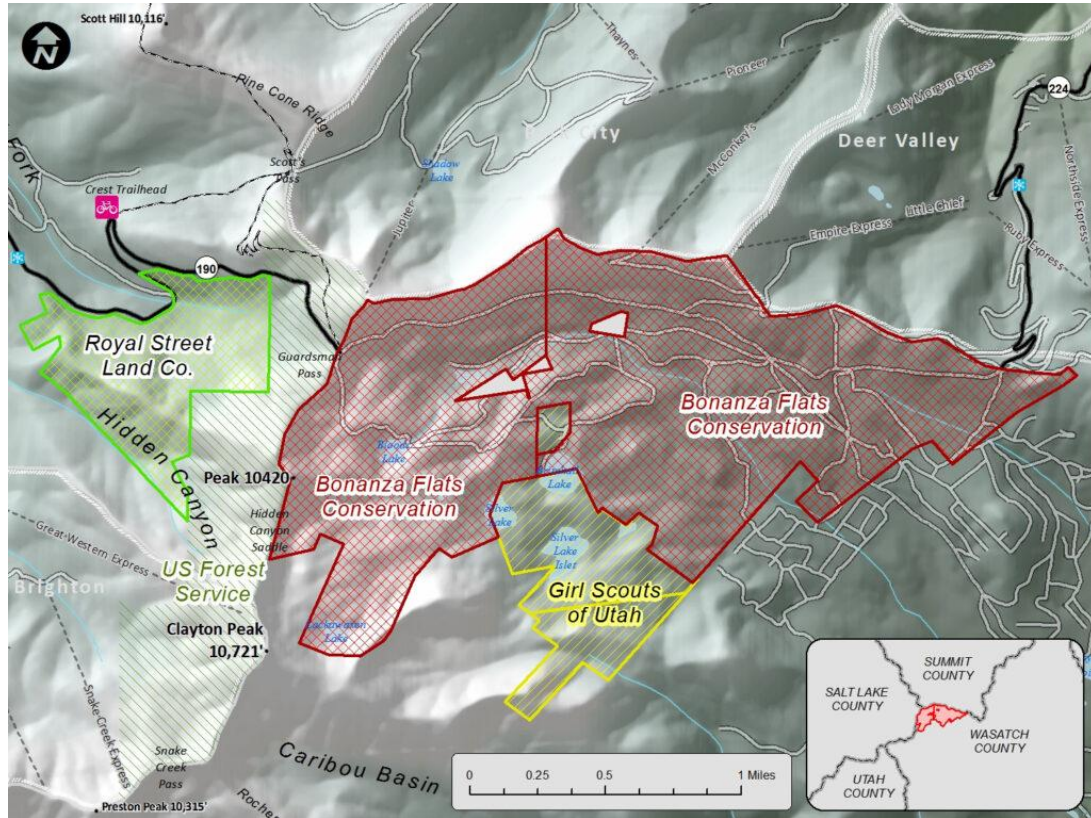 Scott Hill 10,116'
N
Pine Cone Ridge
Thaynes
Pioneer
Lady Morgan Express
224
City
McConkey's
Deer Valley
Northside Express
Fork
Scott's
Pass
Shadow
Lake
Crest Trailhead
Jupiter
Little Chief
Empire Express
Ruby Express
190
Royal Street
Land Co.
Guardsman
Pass
Bonanza Flats
Conservation
Hidden Canyon
Lake
Peak 10420
Bonanza Flats
Conservation
Lake
Hidden
Canyon
Saddle
Silver
Lake
Silver
Lake
Islet
Great-Western Express
US Forest
Service
Brighton
Girl Scouts
of Utah
Clayton Peak
10,721'
Lackawaxen
Lake
Snake-Creek Express
Snake
Creek
Pass
Caribou Basin
Preston Peak 10,315'
0 0.25 0.5 1 Miles
SUMMIT
COUNTY
SALT LAKE
COUNTY
WASATCH
COUNTY
UTAH
COUNTY